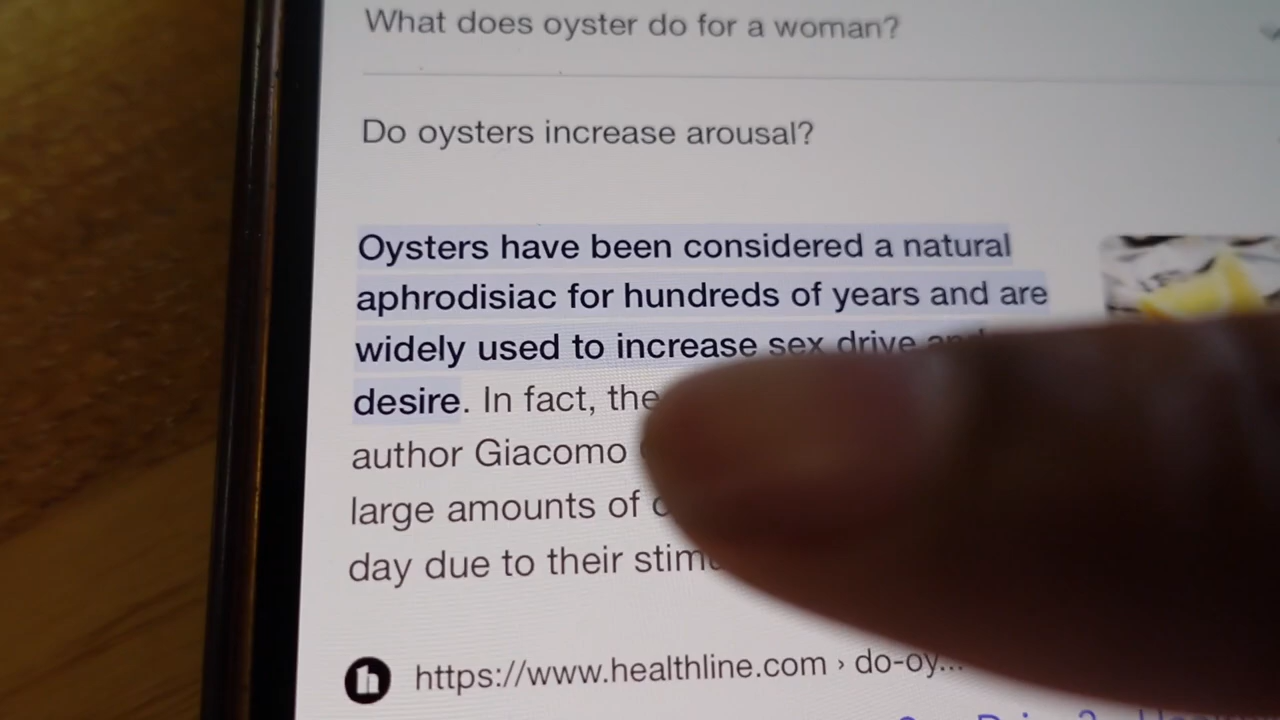 What does oyster do for a woman?
Do oysters increase arousal?
Oysters have been considered a natural
aphrodisiac for hundreds of years and are
widely used to increase sex drive and
desire. In fact, the
author Giacomo
large amounts of
day due to their
https://www.healthline.com › do-oy...